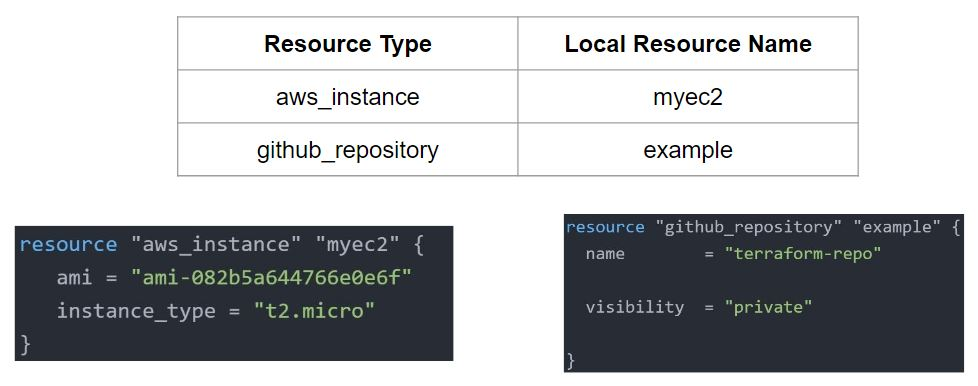 Resource Type Local Resource Name
aws_instance myec2
github_repository example
resource "aws_instance" "myec2" {
ami = "ami-082b5a644766e0e6f"
instance_type = "t2.micro"
}
resource "github_repository" "example" {
name = "terraform-repo"
visibility = "private"
}